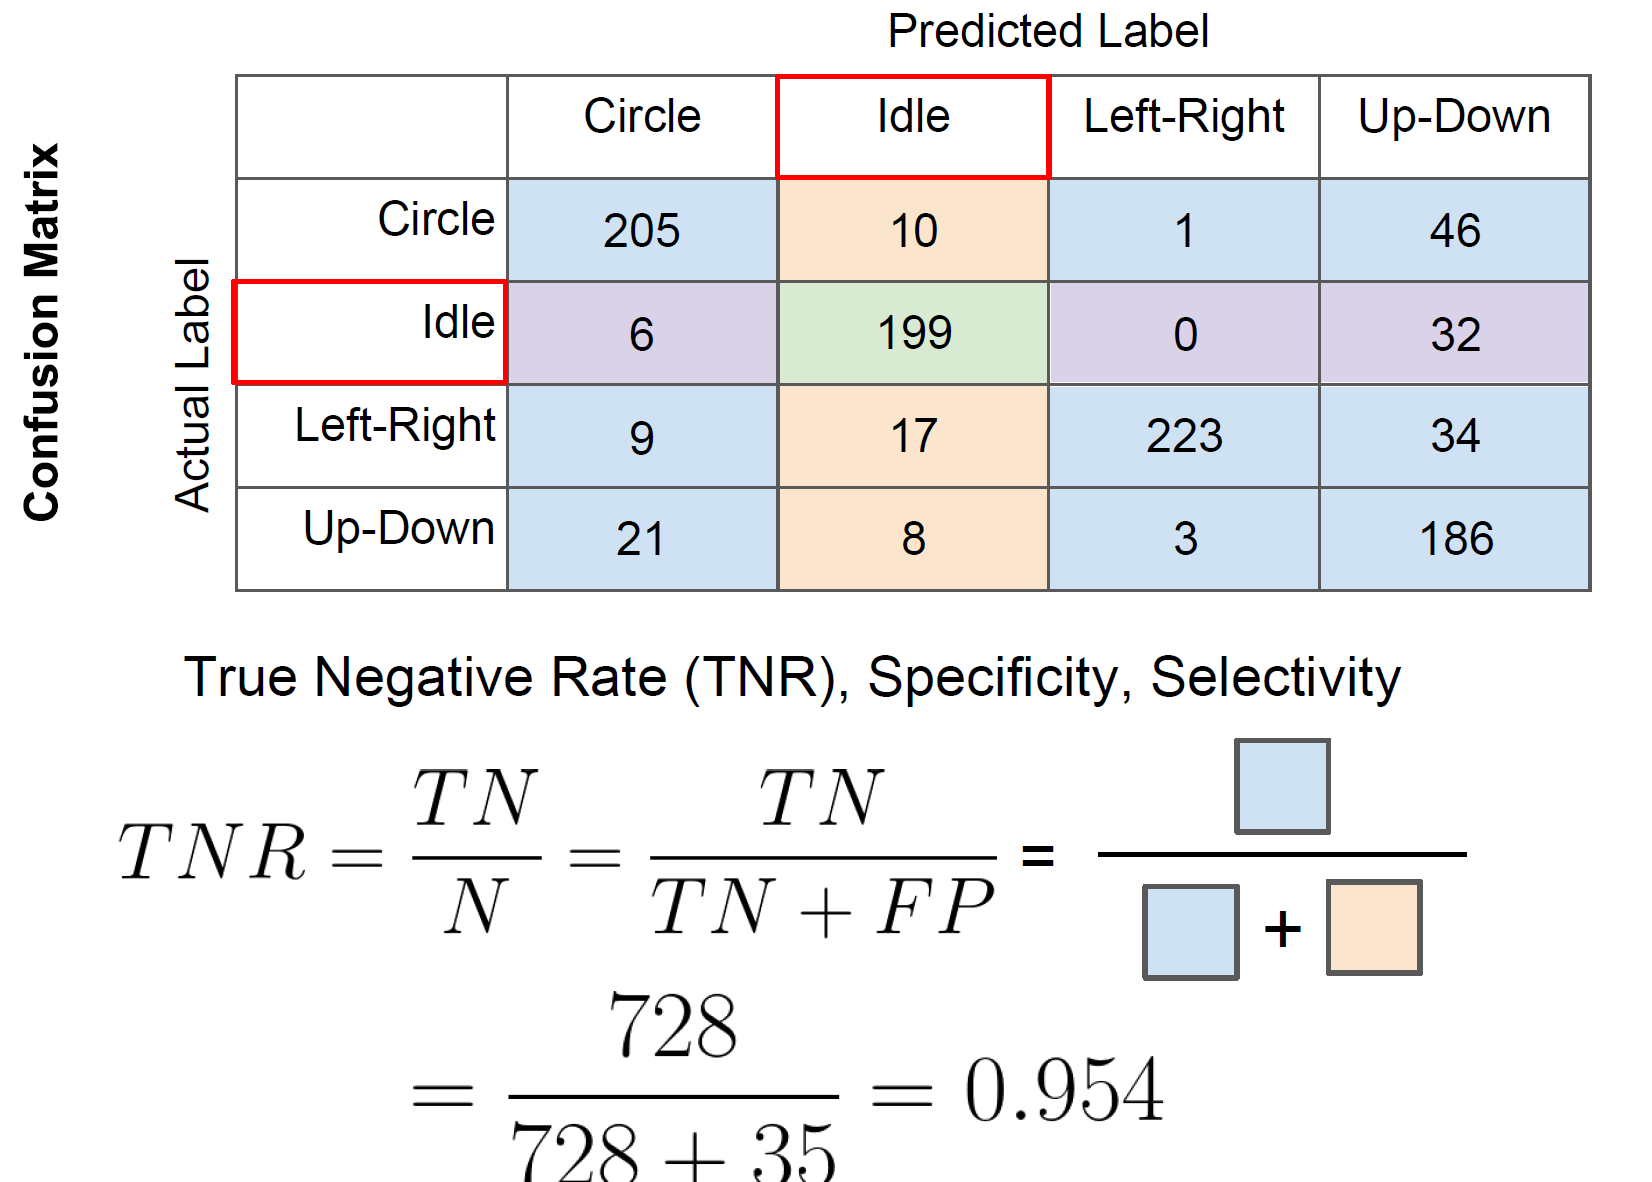 Predicted Label
Confusion Matrix
Actual Label
Circle Idle Left-Right Up-Down
Circle 205 10 1 46
Idle 6 199 0 32
Left-Right 9 17 223 34
Up-Down 21 8 3 186
True Negative Rate (TNR), Specificity, Selectivity
TNR = TN / N = TN / TN + FP =
+
= 728 / 728 + 35 = 0.954